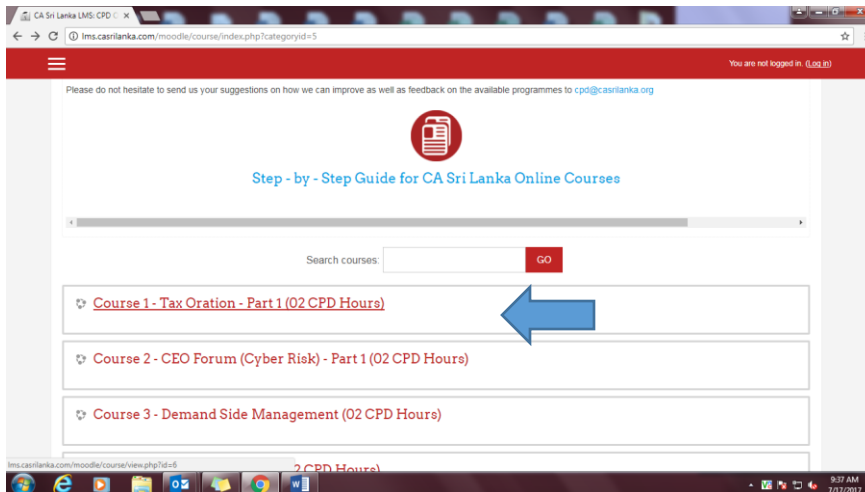 CA Sri Lanka LMS: CPD C
lms.casrilanka.com/moodle/course/index.php?categoryid=5
You are not logged in. (Log in)
Please do not hesitate to send us your suggestions on how we can improve as well as feedback on the available programmes to cpd@casrilanka.org
Step - by - Step Guide for CA Sri Lanka Online Courses
Search courses:
GO
Course 1 - Tax Oration - Part 1 (02 CPD Hours)
Course 2 - CEO Forum (Cyber Risk) - Part 1 (02 CPD Hours)
Course 3 - Demand Side Management (02 CPD Hours)
lms.casrilanka.com/moodle/course/view.php?id=6
2 CPD Hours)
9:37 AM
7/17/2017